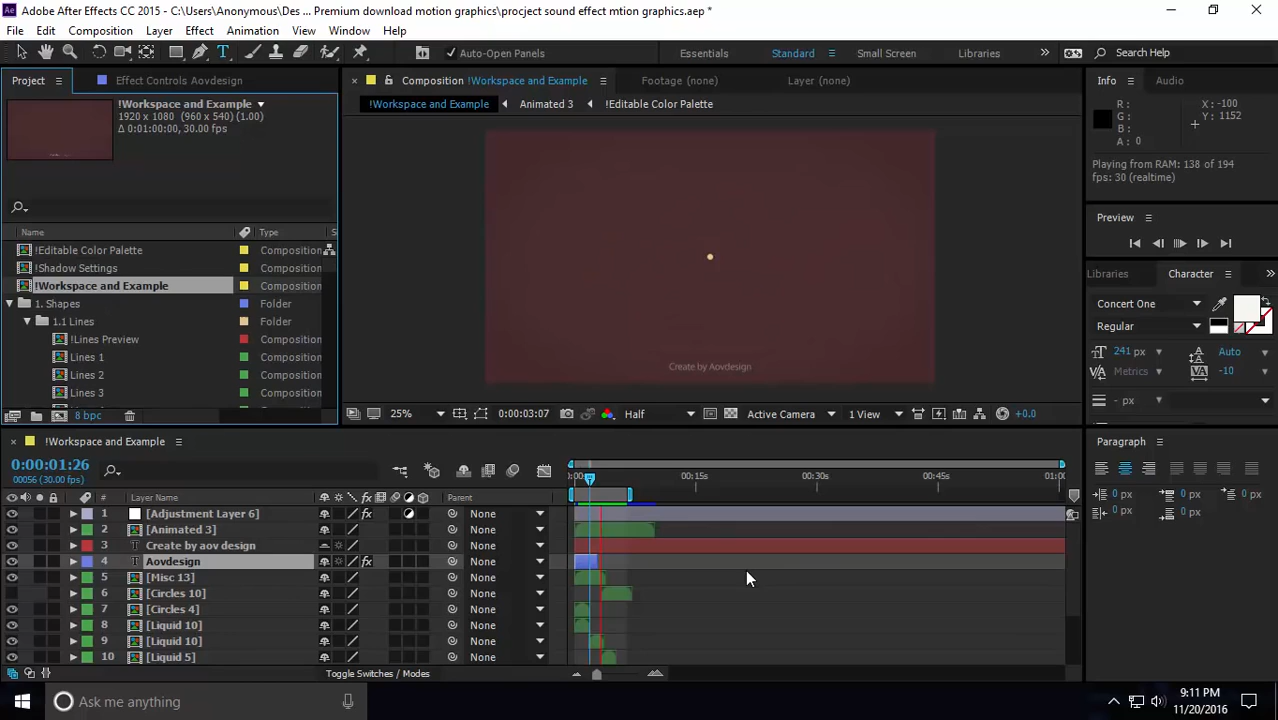 Adobe After Effects CC 2015 - C:\Users\Anonymous\Des ... Premium download motion graphics\procject sound effect mtion graphics.aep *
File Edit Composition Layer Effect Animation View Window Help
Auto-Open Panels Essentials Standard Small Screen Libraries Search Help
Project Effect Controls Aovdesign
Composition !Workspace and Example Footage (none) Layer (none)
Info Audio
!Workspace and Example
1920 x 1080 (960 x 540) (1.00)
Δ 0:01:00:00, 30.00 fps
!Workspace and Example Animated 3 !Editable Color Palette
R :
G :
B :
A : 0
X : -100
Y : 1152
Playing from RAM: 138 of 194
fps: 30 (realtime)
Preview
Name Type S
!Editable Color Palette Composition
!Shadow Settings Composition
!Workspace and Example Composition
1. Shapes Folder
1.1 Lines Folder
!Lines Preview Composition
Lines 1 Composition
Lines 2 Composition
Lines 3 Composition
8 bpc
Create by Aovdesign
25% 0:00:03:07 Half Active Camera 1 View +0.0
Libraries Character
Concert One
Regular
241 px Auto
Metrics -10
- px
!Workspace and Example
0:00:01:26
00056 (30.00 fps)
00:15s 00:30s 00:45s 01:00
# Layer Name Parent
1 [Adjustment Layer 6] None
2 [Animated 3] None
3 Create by aov design None
4 Aovdesign None
5 [Misc 13] None
6 [Circles 10] None
7 [Circles 4] None
8 [Liquid 10] None
9 [Liquid 10] None
10 [Liquid 5] None
Toggle Switches / Modes
Paragraph
0 px 0 px 0 px
0 px 0 px
Ask me anything
9:11 PM
11/20/2016